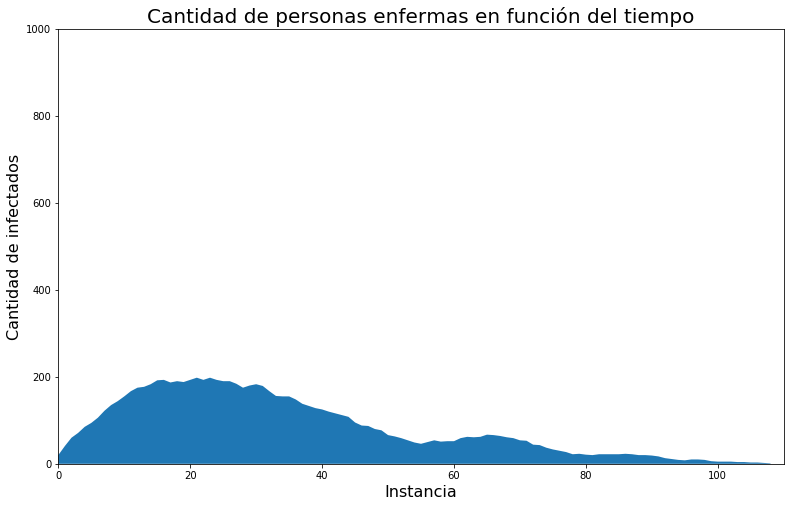 Cantidad de personas enfermas en función del tiempo
1000
800
600
400
200
0
Cantidad de infectados
0 20 40 60 80 100
Instancia